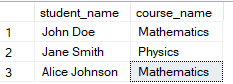 student_name course_name
1 John Doe Mathematics
2 Jane Smith Physics
3 Alice Johnson Mathematics